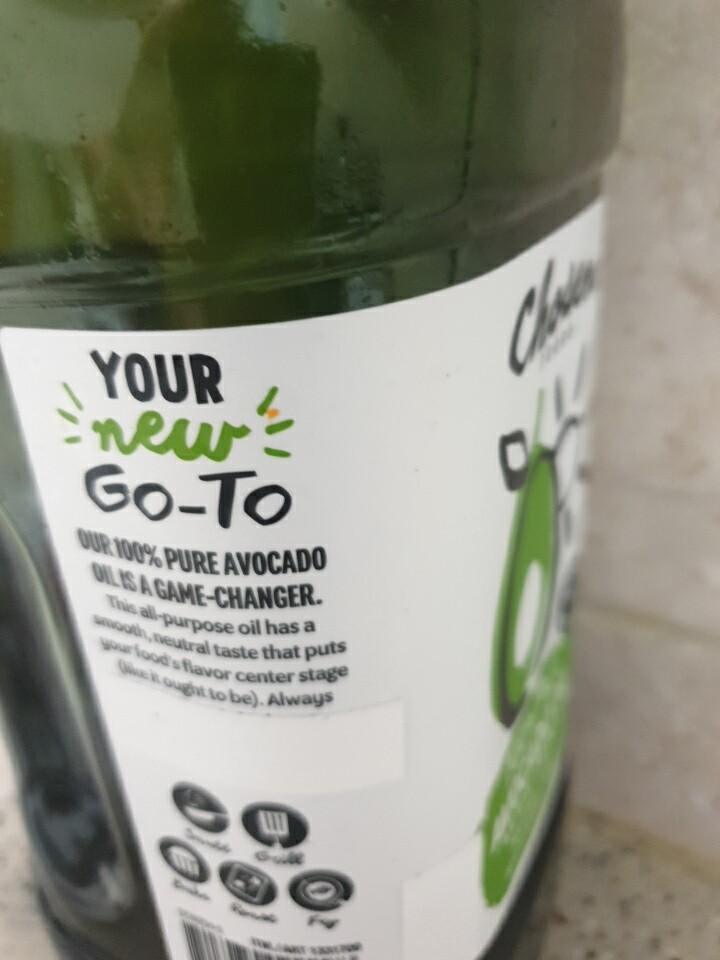 Chosen
YOUR
new
GO-TO
OUR 100% PURE AVOCADO
OIL IS A GAME-CHANGER.
This all-purpose oil has a
smooth, neutral taste that puts
your food's flavor center stage
(like it ought to be). Always
Grill
Bake
Roast
Fry